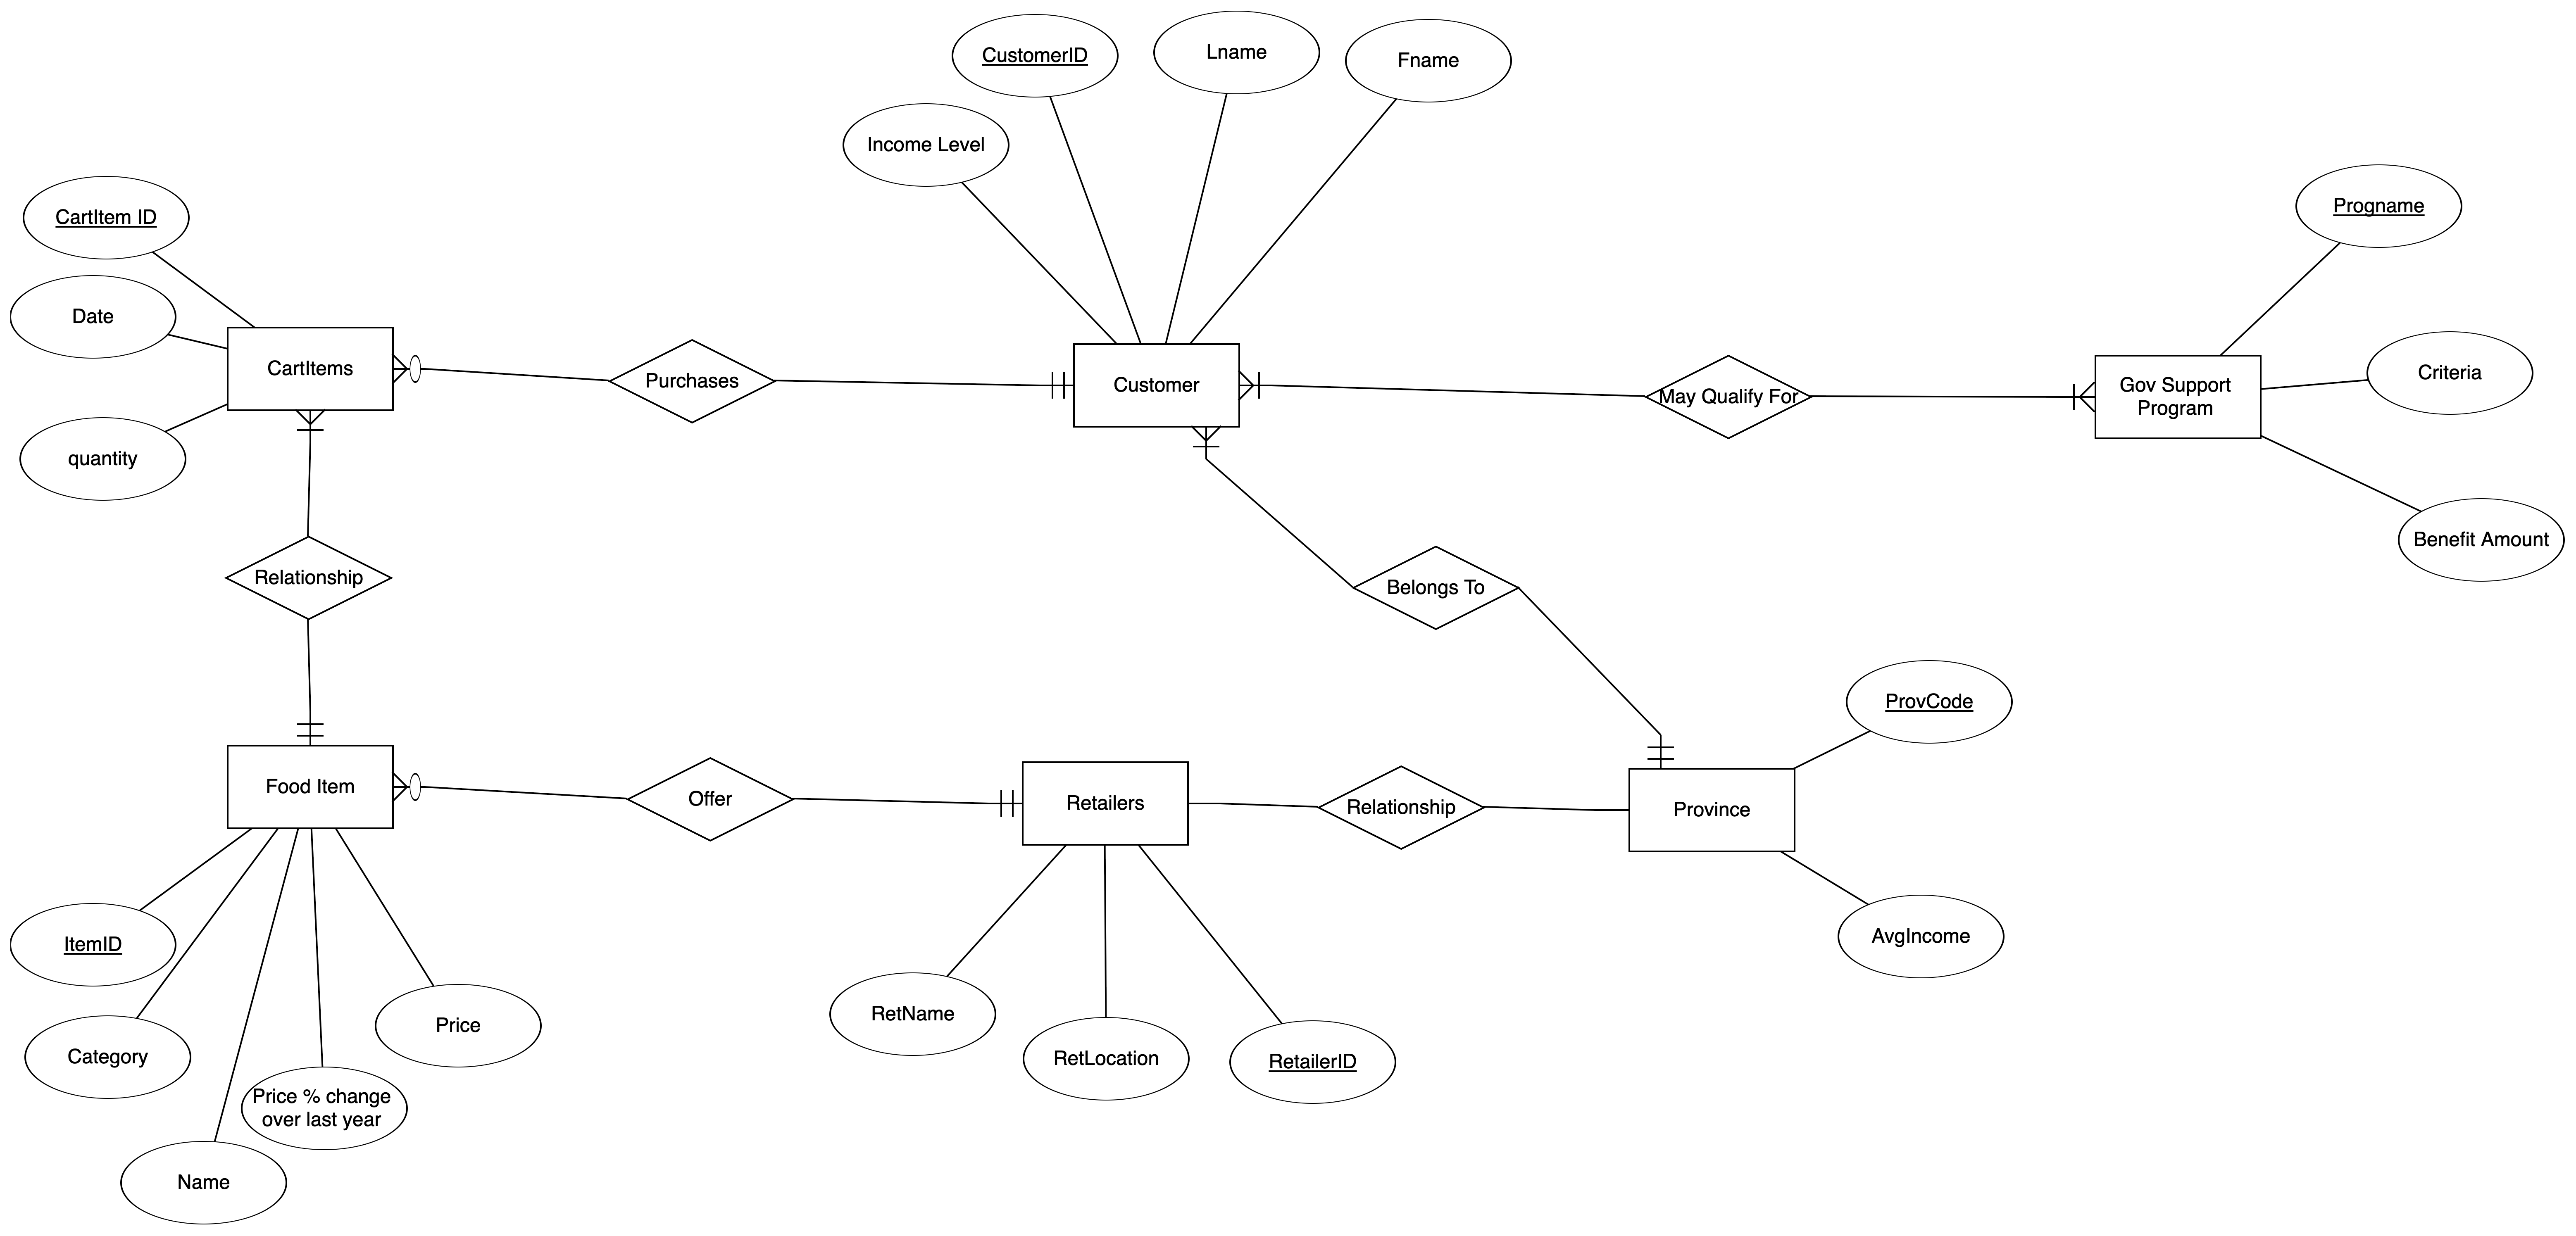 CustomerID
Lname
Fname
Income Level
CartItem ID
Date
quantity
CartItems
Purchases
Customer
May Qualify For
Gov Support
Program
Progname
Criteria
Benefit Amount
Relationship
Belongs To
Food Item
Offer
Retailers
Relationship
Province
ProvCode
AvgIncome
ItemID
Category
Name
Price % change
over last year
Price
RetName
RetLocation
RetailerID